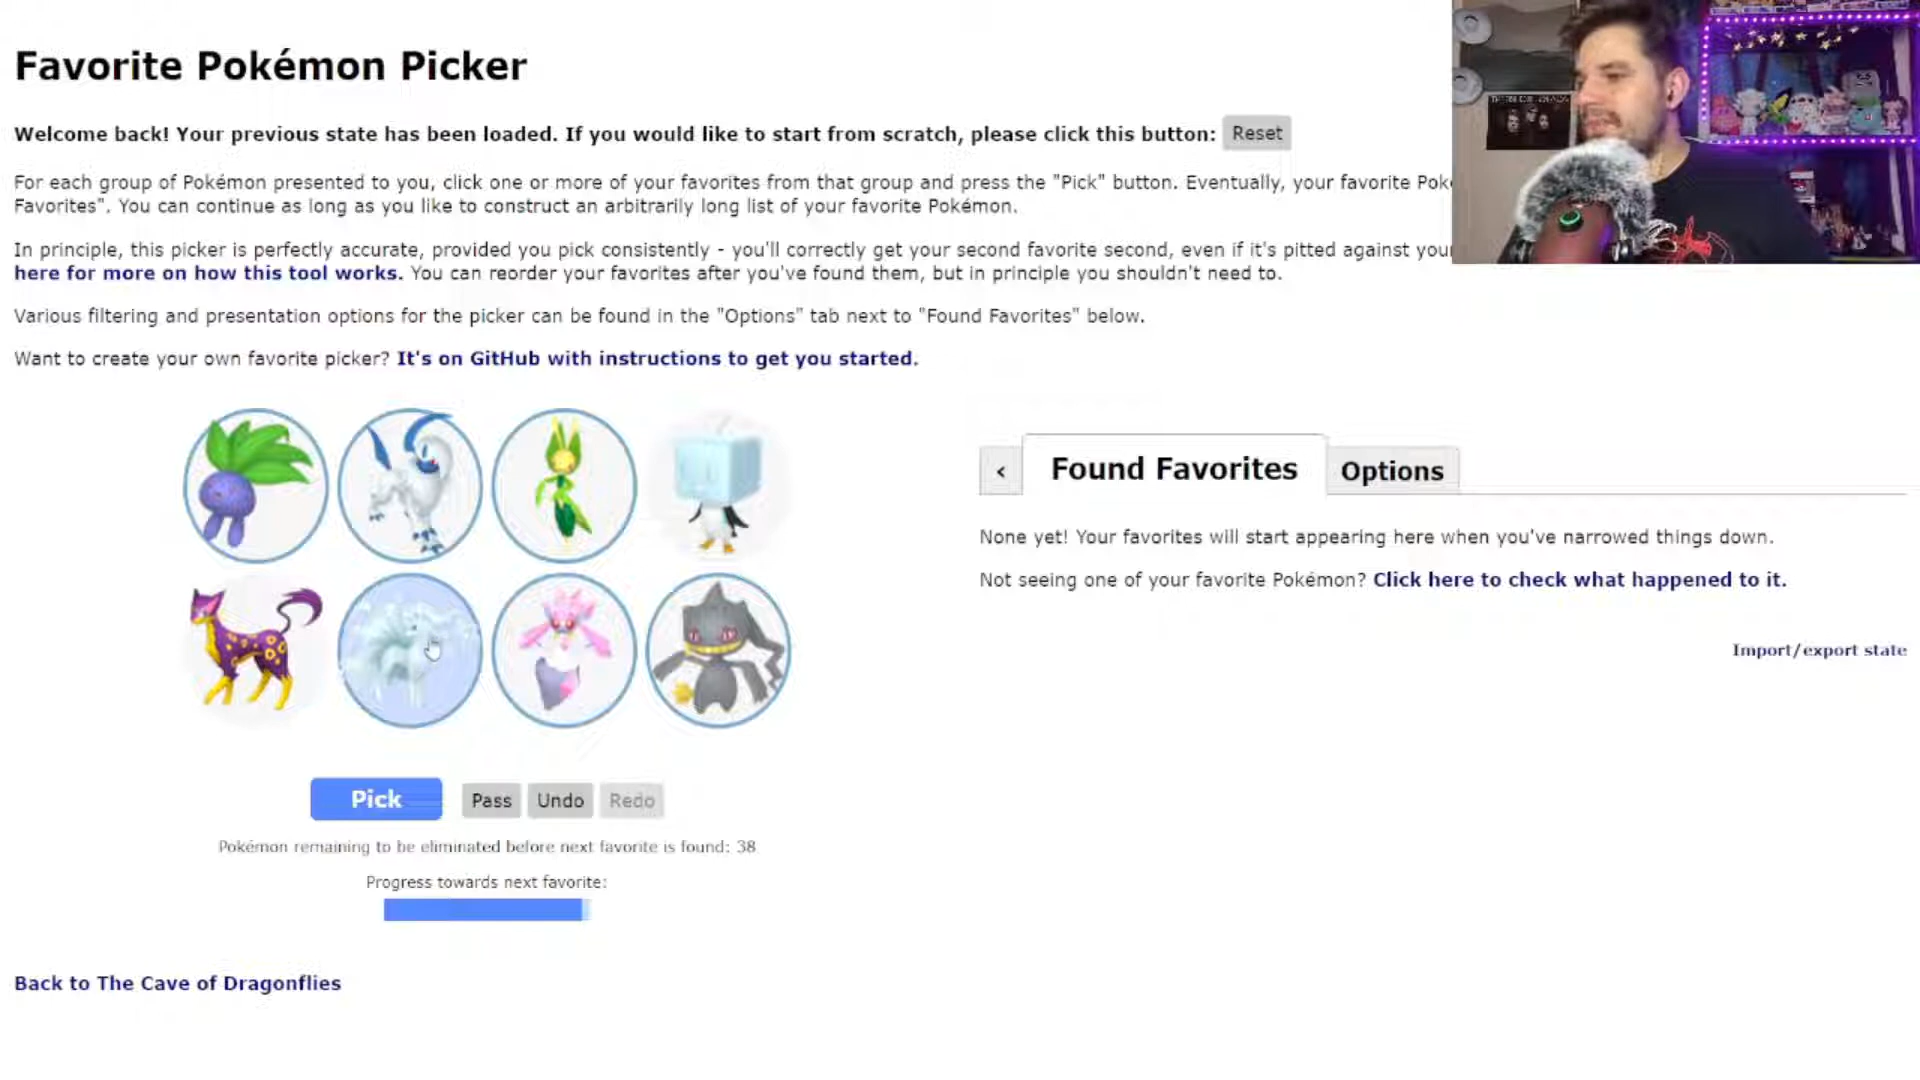 Favorite Pokémon Picker
Welcome back! Your previous state has been loaded. If you would like to start from scratch, please click this button: Reset
For each group of Pokémon presented to you, click one or more of your favorites from that group and press the "Pick" button. Eventually, your favorite
Favorites". You can continue as long as you like to construct an arbitrarily long list of your favorite Pokémon.
In principle, this picker is perfectly accurate, provided you pick consistently - you'll correctly get your second favorite second, even if it's pitted against
here for more on how this tool works. You can reorder your favorites after you've found them, but in principle you shouldn't need to.
Various filtering and presentation options for the picker can be found in the "Options" tab next to "Found Favorites" below.
Want to create your own favorite picker? It's on GitHub with instructions to get you started.
< Found Favorites Options
None yet! Your favorites will start appearing here when you've narrowed things down.
Not seeing one of your favorite Pokémon? Click here to check what happened to it.
Import/export state
Pick Pass Undo Redo
Pokémon remaining to be eliminated before next favorite is found: 38
Progress towards next favorite:
Back to The Cave of Dragonflies